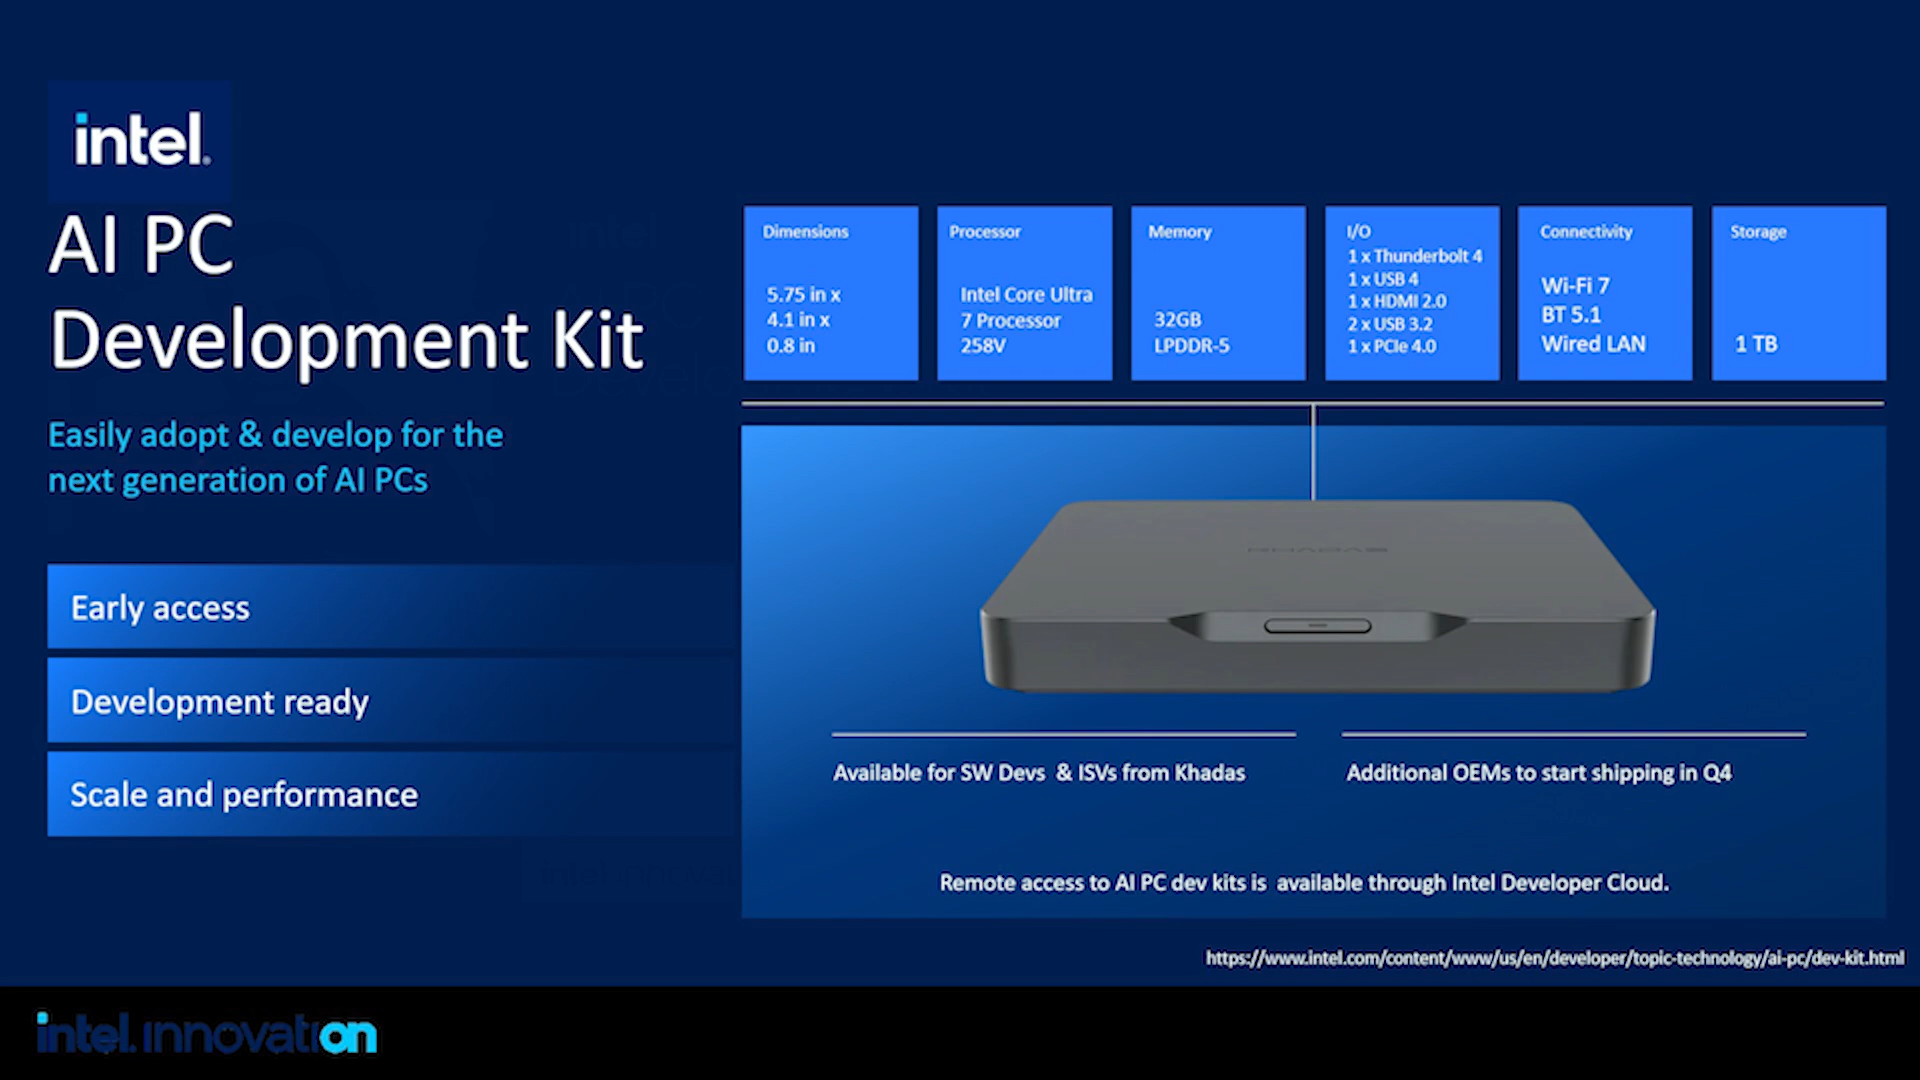 intel.
AI PC
Development Kit
Easily adopt & develop for the
next generation of AI PCs
Early access
Development ready
Scale and performance
Dimensions
5.75 in x
4.1 in x
0.8 in
Processor
Intel Core Ultra
7 Processor
258V
Memory
32GB
LPDDR-5
I/O
1 x Thunderbolt 4
1 x USB 4
1 x HDMI 2.0
2 x USB 3.2
1 x PCIe 4.0
Connectivity
Wi-Fi 7
BT 5.1
Wired LAN
Storage
1 TB
KHADAS
Available for SW Devs & ISVs from Khadas
Additional OEMs to start shipping in Q4
Remote access to AI PC dev kits is available through Intel Developer Cloud.
https://www.intel.com/content/www/us/en/developer/topic-technology/ai-pc/dev-kit.html
intel. innovation